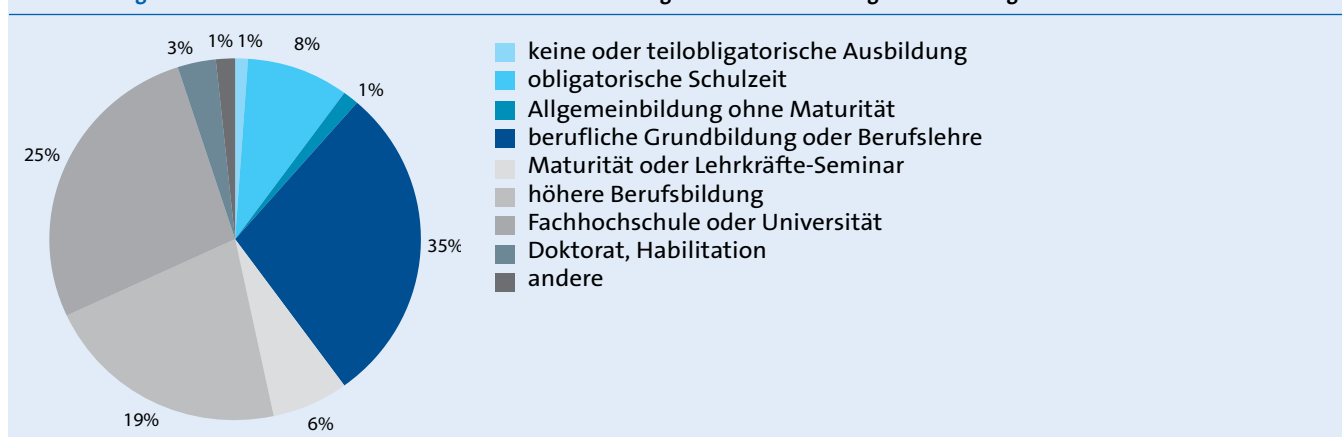 3%
1%
1%
8%
1%
25%
35%
19%
6%
keine oder teilobligatorische Ausbildung
obligatorische Schulzeit
Allgemeinbildung ohne Maturität
berufliche Grundbildung oder Berufslehre
Maturität oder Lehrkräfte-Seminar
höhere Berufsbildung
Fachhochschule oder Universität
Doktorat, Habilitation
andere